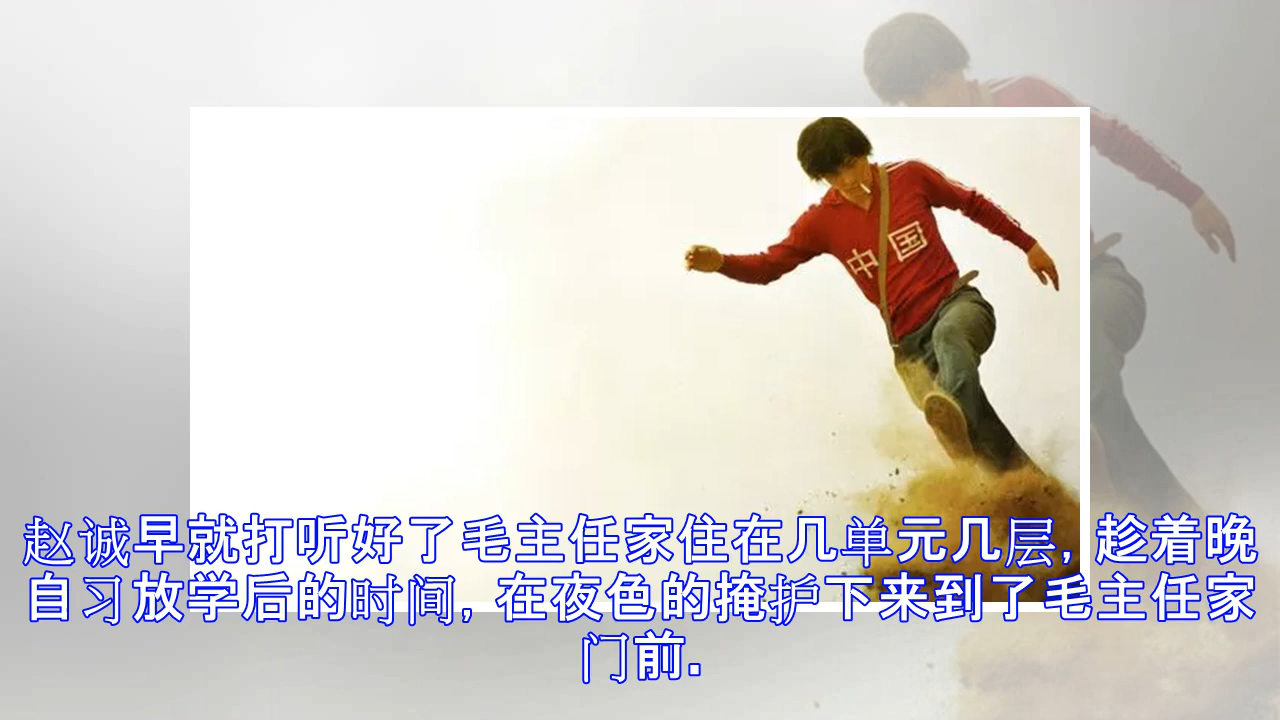 中国
赵诚早就打听好了毛主任家住在几单元几层, 趁着晚
自习放学后的时间, 在夜色的掩护下来到了毛主任家
门前.